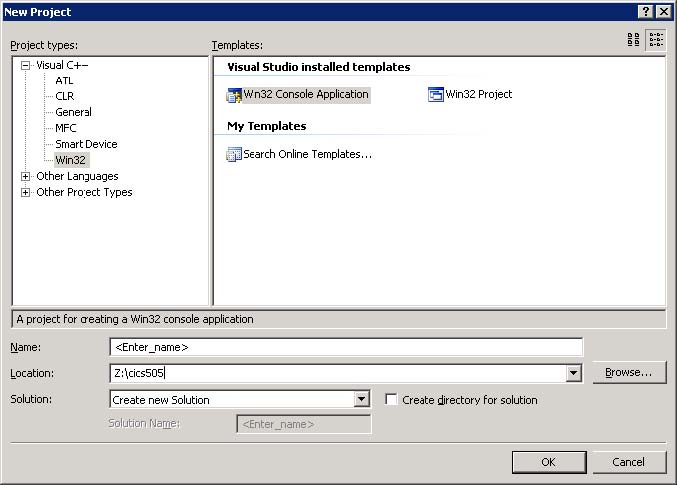 New Project
Project types:
Templates:
Visual C++
ATL
CLR
General
MFC
Smart Device
Win32
Other Languages
Other Project Types
Visual Studio installed templates
Win32 Console Application
Win32 Project
My Templates
Search Online Templates...
A project for creating a Win32 console application
Name:
<Enter_name>
Location:
Z:\cics505
Browse...
Solution:
Create new Solution
Create directory for solution
Solution Name:
<Enter_name>
OK
Cancel